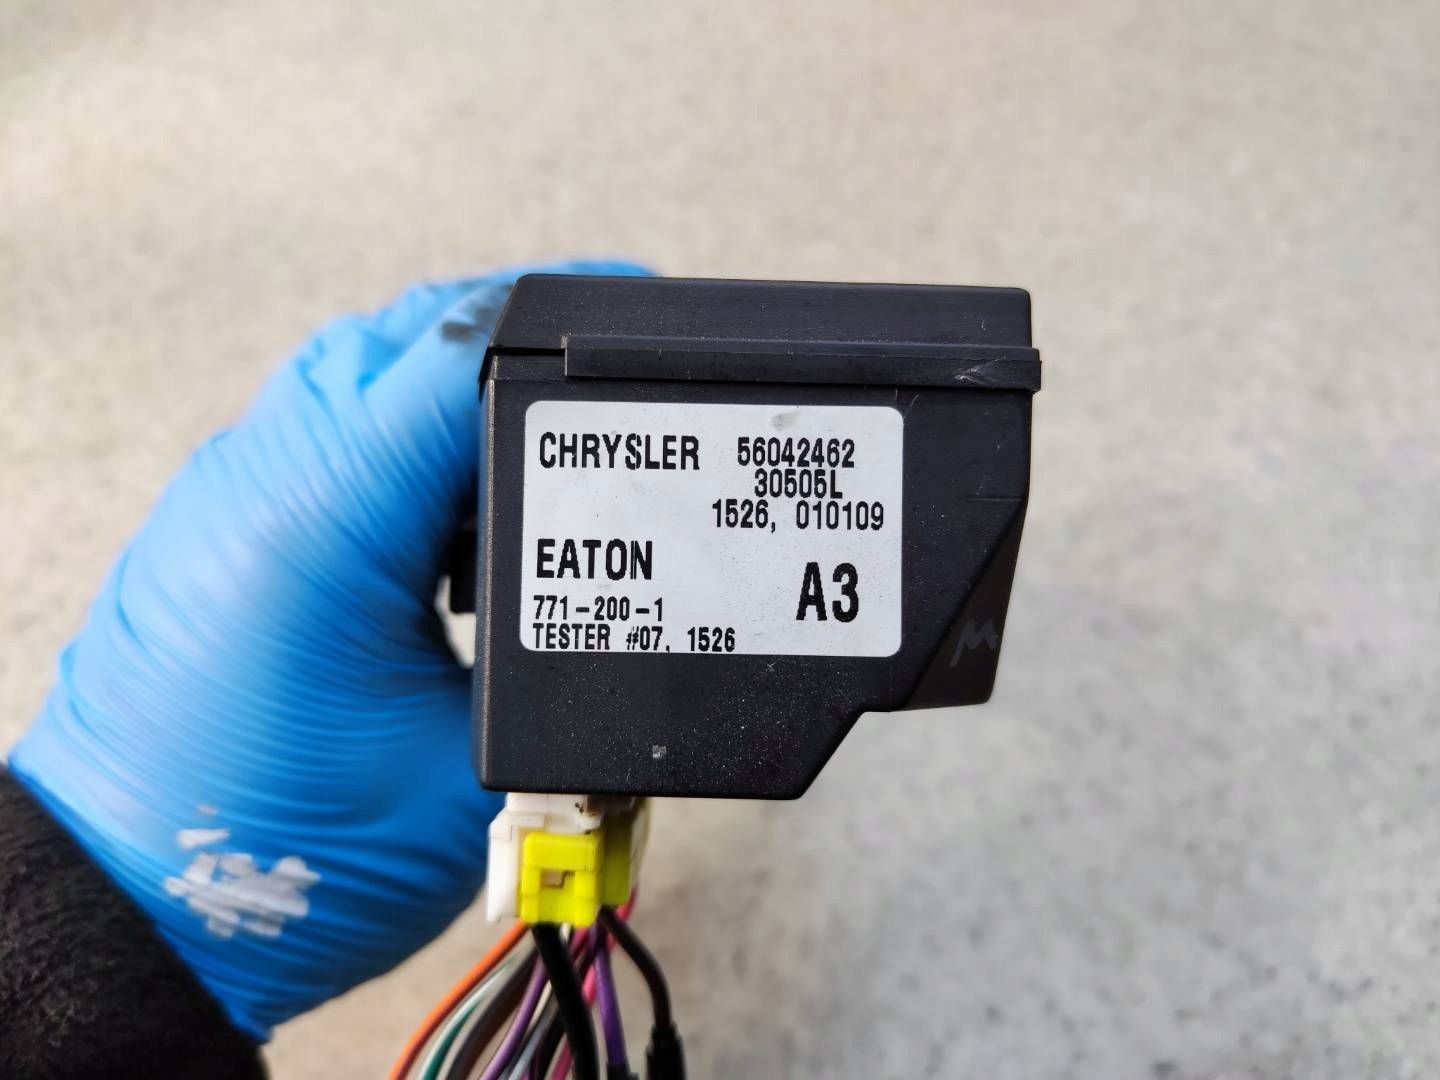 CHRYSLER 56042462
30505L
1526, 010109
EATON A3
771-200-1
TESTER #07, 1526